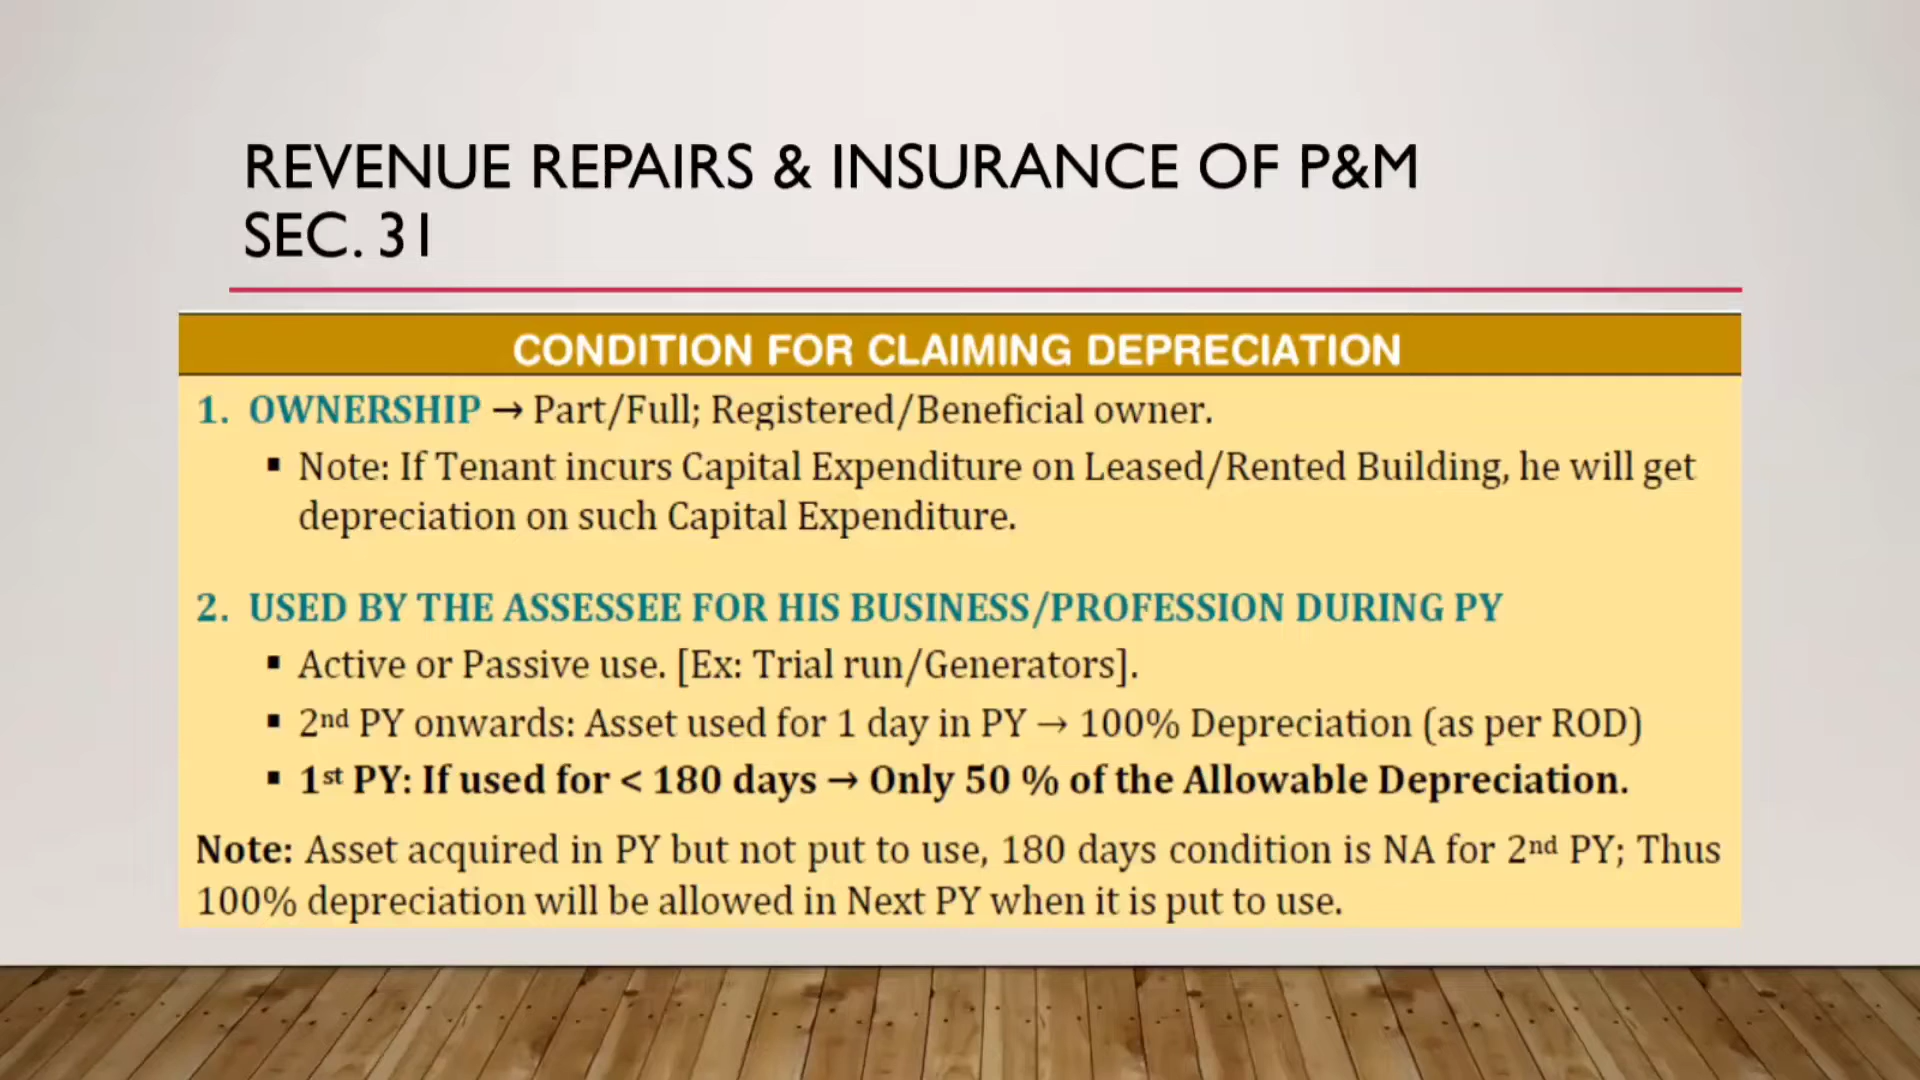 REVENUE REPAIRS & INSURANCE OF P&M
SEC. 31
CONDITION FOR CLAIMING DEPRECIATION
1. OWNERSHIP → Part/Full; Registered/Beneficial owner.
▪ Note: If Tenant incurs Capital Expenditure on Leased/Rented Building, he will get
depreciation on such Capital Expenditure.
2. USED BY THE ASSESSEE FOR HIS BUSINESS/PROFESSION DURING PY
▪ Active or Passive use. [Ex: Trial run/Generators].
▪ 2nd PY onwards: Asset used for 1 day in PY → 100% Depreciation (as per ROD)
▪ 1st PY: If used for < 180 days → Only 50 % of the Allowable Depreciation.
Note: Asset acquired in PY but not put to use, 180 days condition is NA for 2nd PY; Thus
100% depreciation will be allowed in Next PY when it is put to use.